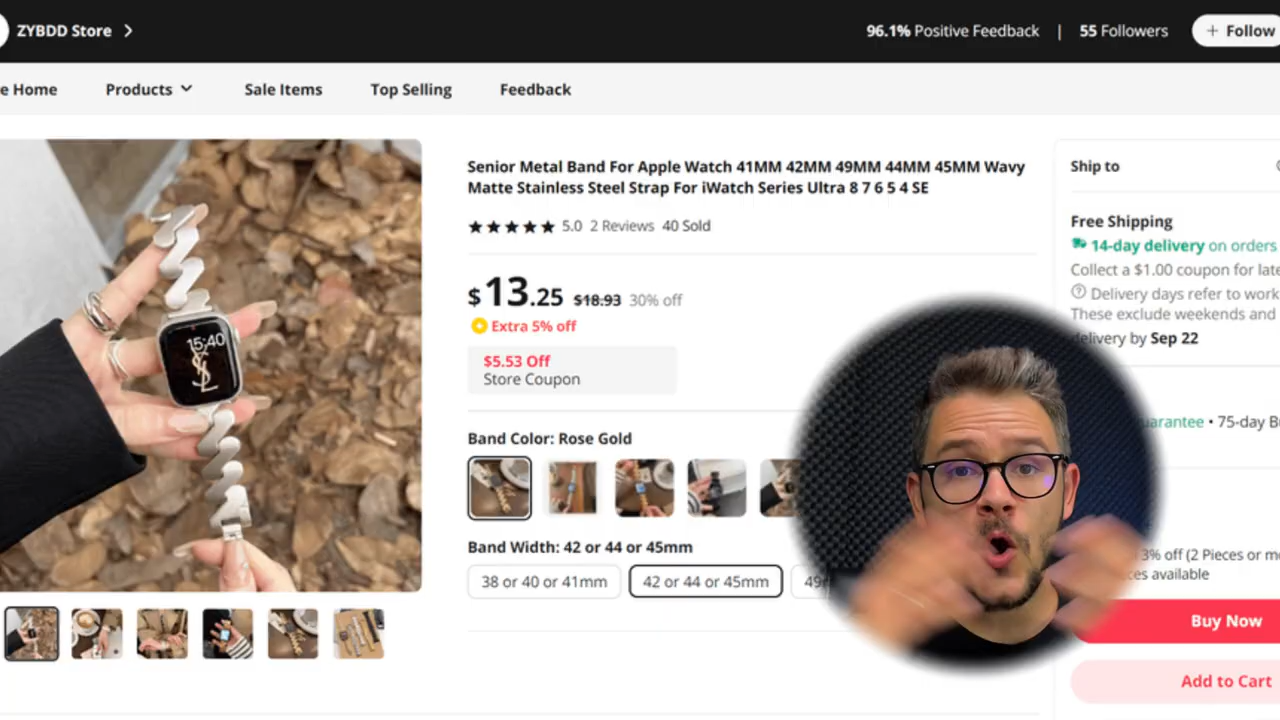 ZYBDD Store
96.1% Positive Feedback | 55 Followers
+ Follow
e Home
Products
Sale Items
Top Selling
Feedback
15:40
YSL
Senior Metal Band For Apple Watch 41MM 42MM 49MM 44MM 45MM Wavy
Matte Stainless Steel Strap For iWatch Series Ultra 8 7 6 5 4 SE
5.0 2 Reviews 40 Sold
$13.25 $18.93 30% off
Extra 5% off
$5.53 Off
Store Coupon
Band Color: Rose Gold
Band Width: 42 or 44 or 45mm
38 or 40 or 41mm
42 or 44 or 45mm
Ship to
Free Shipping
14-day delivery on orders
Collect a $1.00 coupon for late
Delivery days refer to work
These exclude weekends and
delivery by Sep 22
uarantee • 75-day B
3% off (2 Pieces or mo
ces available
Buy Now
Add to Cart